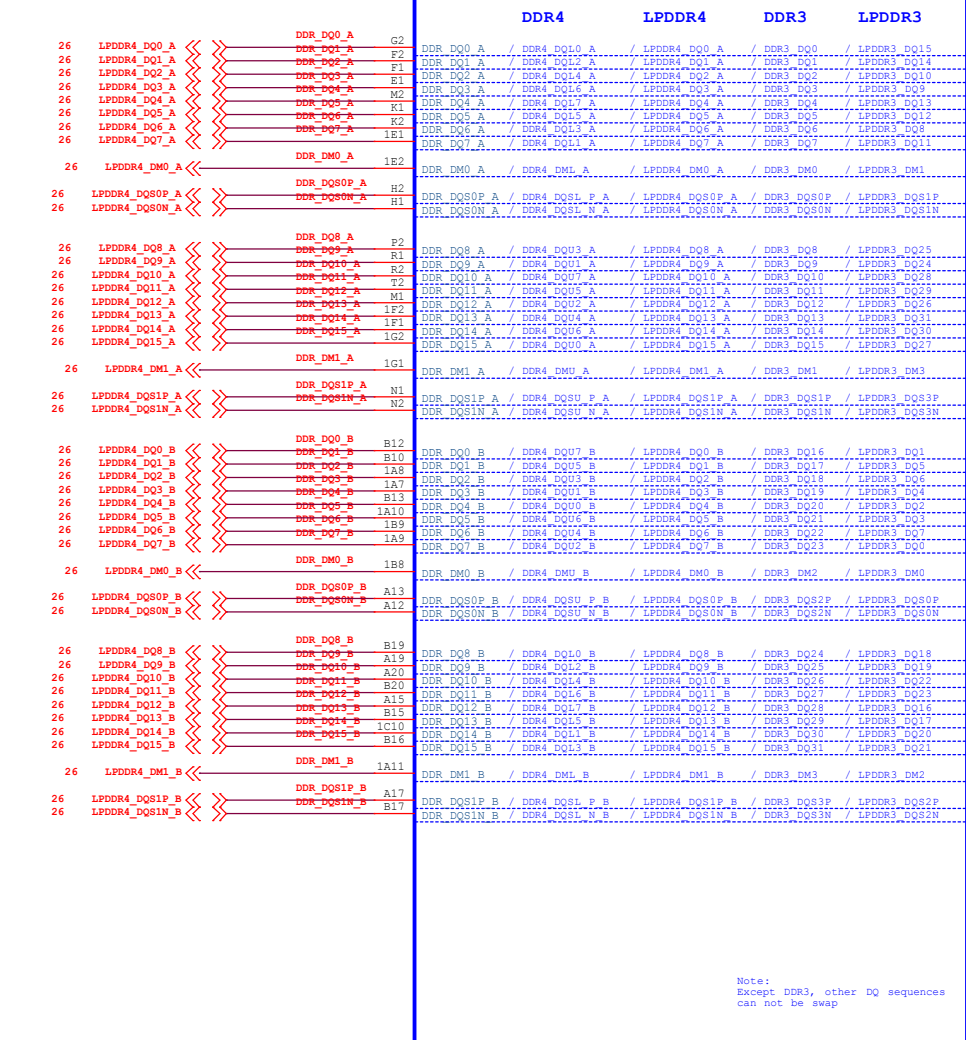 DDR4 LPDDR4 DDR3 LPDDR3
26 LPDDR4_DQ0_A DDR_DQ0_A G2 DDR_DQ0_A / DDR4_DQL0_A / LPDDR4_DQ0_A / DDR3_DQ0 / LPDDR3_DQ15
26 LPDDR4_DQ1_A DDR_DQ1_A F2 DDR_DQ1_A / DDR4_DQL2_A / LPDDR4_DQ1_A / DDR3_DQ1 / LPDDR3_DQ14
26 LPDDR4_DQ2_A DDR_DQ2_A F1 DDR_DQ2_A / DDR4_DQL4_A / LPDDR4_DQ2_A / DDR3_DQ2 / LPDDR3_DQ10
26 LPDDR4_DQ3_A DDR_DQ3_A E1 DDR_DQ3_A / DDR4_DQL6_A / LPDDR4_DQ3_A / DDR3_DQ3 / LPDDR3_DQ9
26 LPDDR4_DQ4_A DDR_DQ4_A M2 DDR_DQ4_A / DDR4_DQL7_A / LPDDR4_DQ4_A / DDR3_DQ4 / LPDDR3_DQ13
26 LPDDR4_DQ5_A DDR_DQ5_A K1 DDR_DQ5_A / DDR4_DQL5_A / LPDDR4_DQ5_A / DDR3_DQ5 / LPDDR3_DQ12
26 LPDDR4_DQ6_A DDR_DQ6_A K2 DDR_DQ6_A / DDR4_DQL3_A / LPDDR4_DQ6_A / DDR3_DQ6 / LPDDR3_DQ8
26 LPDDR4_DQ7_A DDR_DQ7_A 1E1 DDR_DQ7_A / DDR4_DQL1_A / LPDDR4_DQ7_A / DDR3_DQ7 / LPDDR3_DQ11
26 LPDDR4_DM0_A DDR_DM0_A 1E2 DDR_DM0_A / DDR4_DML_A / LPDDR4_DM0_A / DDR3_DM0 / LPDDR3_DM1
26 LPDDR4_DQS0P_A DDR_DQS0P_A H2 DDR_DQS0P_A / DDR4_DQSL_P_A / LPDDR4_DQS0P_A / DDR3_DQS0P / LPDDR3_DQS1P
26 LPDDR4_DQS0N_A DDR_DQS0N_A H1 DDR_DQS0N_A / DDR4_DQSL_N_A / LPDDR4_DQS0N_A / DDR3_DQS0N / LPDDR3_DQS1N
26 LPDDR4_DQ8_A DDR_DQ8_A P2 DDR_DQ8_A / DDR4_DQU3_A / LPDDR4_DQ8_A / DDR3_DQ8 / LPDDR3_DQ25
26 LPDDR4_DQ9_A DDR_DQ9_A R1 DDR_DQ9_A / DDR4_DQU1_A / LPDDR4_DQ9_A / DDR3_DQ9 / LPDDR3_DQ24
26 LPDDR4_DQ10_A DDR_DQ10_A R2 DDR_DQ10_A / DDR4_DQU7_A / LPDDR4_DQ10_A / DDR3_DQ10 / LPDDR3_DQ28
26 LPDDR4_DQ11_A DDR_DQ11_A T2 DDR_DQ11_A / DDR4_DQU5_A / LPDDR4_DQ11_A / DDR3_DQ11 / LPDDR3_DQ29
26 LPDDR4_DQ12_A DDR_DQ12_A M1 DDR_DQ12_A / DDR4_DQU2_A / LPDDR4_DQ12_A / DDR3_DQ12 / LPDDR3_DQ26
26 LPDDR4_DQ13_A DDR_DQ13_A 1F2 DDR_DQ13_A / DDR4_DQU4_A / LPDDR4_DQ13_A / DDR3_DQ13 / LPDDR3_DQ31
26 LPDDR4_DQ14_A DDR_DQ14_A 1F1 DDR_DQ14_A / DDR4_DQU6_A / LPDDR4_DQ14_A / DDR3_DQ14 / LPDDR3_DQ30
26 LPDDR4_DQ15_A DDR_DQ15_A 1G2 DDR_DQ15_A / DDR4_DQU0_A / LPDDR4_DQ15_A / DDR3_DQ15 / LPDDR3_DQ27
26 LPDDR4_DM1_A DDR_DM1_A 1G1 DDR_DM1_A / DDR4_DMU_A / LPDDR4_DM1_A / DDR3_DM1 / LPDDR3_DM3
26 LPDDR4_DQS1P_A DDR_DQS1P_A N1 DDR_DQS1P_A / DDR4_DQSU_P_A / LPDDR4_DQS1P_A / DDR3_DQS1P / LPDDR3_DQS3P
26 LPDDR4_DQS1N_A DDR_DQS1N_A N2 DDR_DQS1N_A / DDR4_DQSU_N_A / LPDDR4_DQS1N_A / DDR3_DQS1N / LPDDR3_DQS3N
26 LPDDR4_DQ0_B DDR_DQ0_B B12 DDR_DQ0_B / DDR4_DQU7_B / LPDDR4_DQ0_B / DDR3_DQ16 / LPDDR3_DQ1
26 LPDDR4_DQ1_B DDR_DQ1_B B10 DDR_DQ1_B / DDR4_DQU5_B / LPDDR4_DQ1_B / DDR3_DQ17 / LPDDR3_DQ5
26 LPDDR4_DQ2_B DDR_DQ2_B 1A8 DDR_DQ2_B / DDR4_DQU3_B / LPDDR4_DQ2_B / DDR3_DQ18 / LPDDR3_DQ6
26 LPDDR4_DQ3_B DDR_DQ3_B 1A7 DDR_DQ3_B / DDR4_DQU1_B / LPDDR4_DQ3_B / DDR3_DQ19 / LPDDR3_DQ4
26 LPDDR4_DQ4_B DDR_DQ4_B B13 DDR_DQ4_B / DDR4_DQU0_B / LPDDR4_DQ4_B / DDR3_DQ20 / LPDDR3_DQ2
26 LPDDR4_DQ5_B DDR_DQ5_B 1A10 DDR_DQ5_B / DDR4_DQU6_B / LPDDR4_DQ5_B / DDR3_DQ21 / LPDDR3_DQ3
26 LPDDR4_DQ6_B DDR_DQ6_B 1B9 DDR_DQ6_B / DDR4_DQU4_B / LPDDR4_DQ6_B / DDR3_DQ22 / LPDDR3_DQ7
26 LPDDR4_DQ7_B DDR_DQ7_B 1A9 DDR_DQ7_B / DDR4_DQU2_B / LPDDR4_DQ7_B / DDR3_DQ23 / LPDDR3_DQ0
26 LPDDR4_DM0_B DDR_DM0_B 1B8 DDR_DM0_B / DDR4_DMU_B / LPDDR4_DM0_B / DDR3_DM2 / LPDDR3_DM0
26 LPDDR4_DQS0P_B DDR_DQS0P_B A13 DDR_DQS0P_B / DDR4_DQSU_P_B / LPDDR4_DQS0P_B / DDR3_DQS2P / LPDDR3_DQS0P
26 LPDDR4_DQS0N_B DDR_DQS0N_B A12 DDR_DQS0N_B / DDR4_DQSU_N_B / LPDDR4_DQS0N_B / DDR3_DQS2N / LPDDR3_DQS0N
26 LPDDR4_DQ8_B DDR_DQ8_B B19 DDR_DQ8_B / DDR4_DQL0_B / LPDDR4_DQ8_B / DDR3_DQ24 / LPDDR3_DQ18
26 LPDDR4_DQ9_B DDR_DQ9_B A19 DDR_DQ9_B / DDR4_DQL2_B / LPDDR4_DQ9_B / DDR3_DQ25 / LPDDR3_DQ19
26 LPDDR4_DQ10_B DDR_DQ10_B A20 DDR_DQ10_B / DDR4_DQL4_B / LPDDR4_DQ10_B / DDR3_DQ26 / LPDDR3_DQ22
26 LPDDR4_DQ11_B DDR_DQ11_B B20 DDR_DQ11_B / DDR4_DQL6_B / LPDDR4_DQ11_B / DDR3_DQ27 / LPDDR3_DQ23
26 LPDDR4_DQ12_B DDR_DQ12_B A15 DDR_DQ12_B / DDR4_DQL7_B / LPDDR4_DQ12_B / DDR3_DQ28 / LPDDR3_DQ16
26 LPDDR4_DQ13_B DDR_DQ13_B B15 DDR_DQ13_B / DDR4_DQL5_B / LPDDR4_DQ13_B / DDR3_DQ29 / LPDDR3_DQ17
26 LPDDR4_DQ14_B DDR_DQ14_B 1C10 DDR_DQ14_B / DDR4_DQL1_B / LPDDR4_DQ14_B / DDR3_DQ30 / LPDDR3_DQ20
26 LPDDR4_DQ15_B DDR_DQ15_B B16 DDR_DQ15_B / DDR4_DQL3_B / LPDDR4_DQ15_B / DDR3_DQ31 / LPDDR3_DQ21
26 LPDDR4_DM1_B DDR_DM1_B 1A11 DDR_DM1_B / DDR4_DML_B / LPDDR4_DM1_B / DDR3_DM3 / LPDDR3_DM2
26 LPDDR4_DQS1P_B DDR_DQS1P_B A17 DDR_DQS1P_B / DDR4_DQSL_P_B / LPDDR4_DQS1P_B / DDR3_DQS3P / LPDDR3_DQS2P
26 LPDDR4_DQS1N_B DDR_DQS1N_B B17 DDR_DQS1N_B / DDR4_DQSL_N_B / LPDDR4_DQS1N_B / DDR3_DQS3N / LPDDR3_DQS2N
Note:
Except DDR3, other DQ sequences
can not be swap